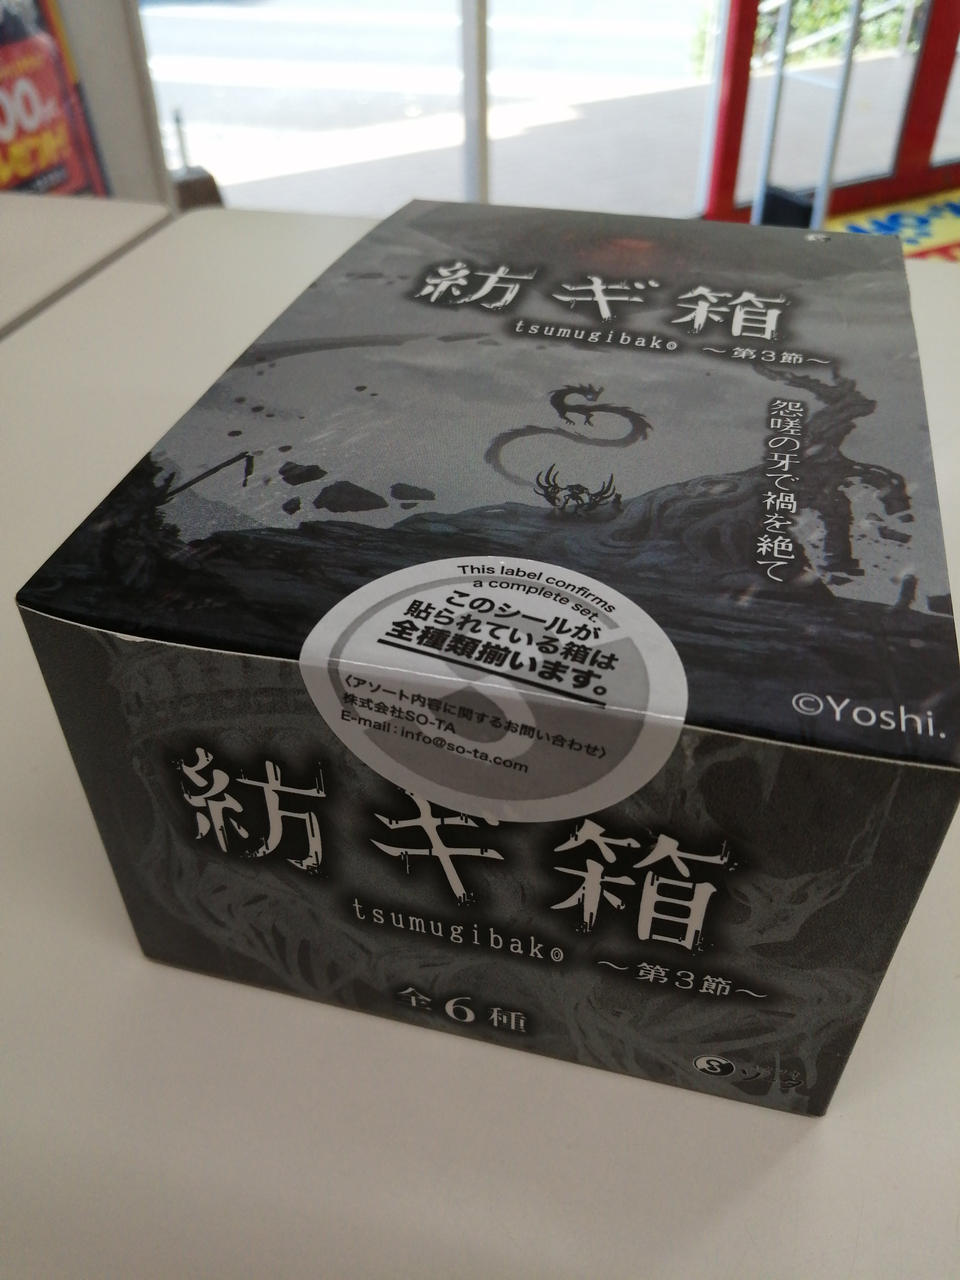 紡ギ箱
tsumugibako
～第3節～
怨嗟の牙で禍を絶て
This label confirms
a complete set.
このシールが
貼られている箱は
全種類揃います。
〈アソート内容に関するお問い合わせ〉
株式会社SO-TA
E-mail : info@so-ta.com
©Yoshi.
紡ギ箱
tsumugibako
～第3節～
全6種
ソータ